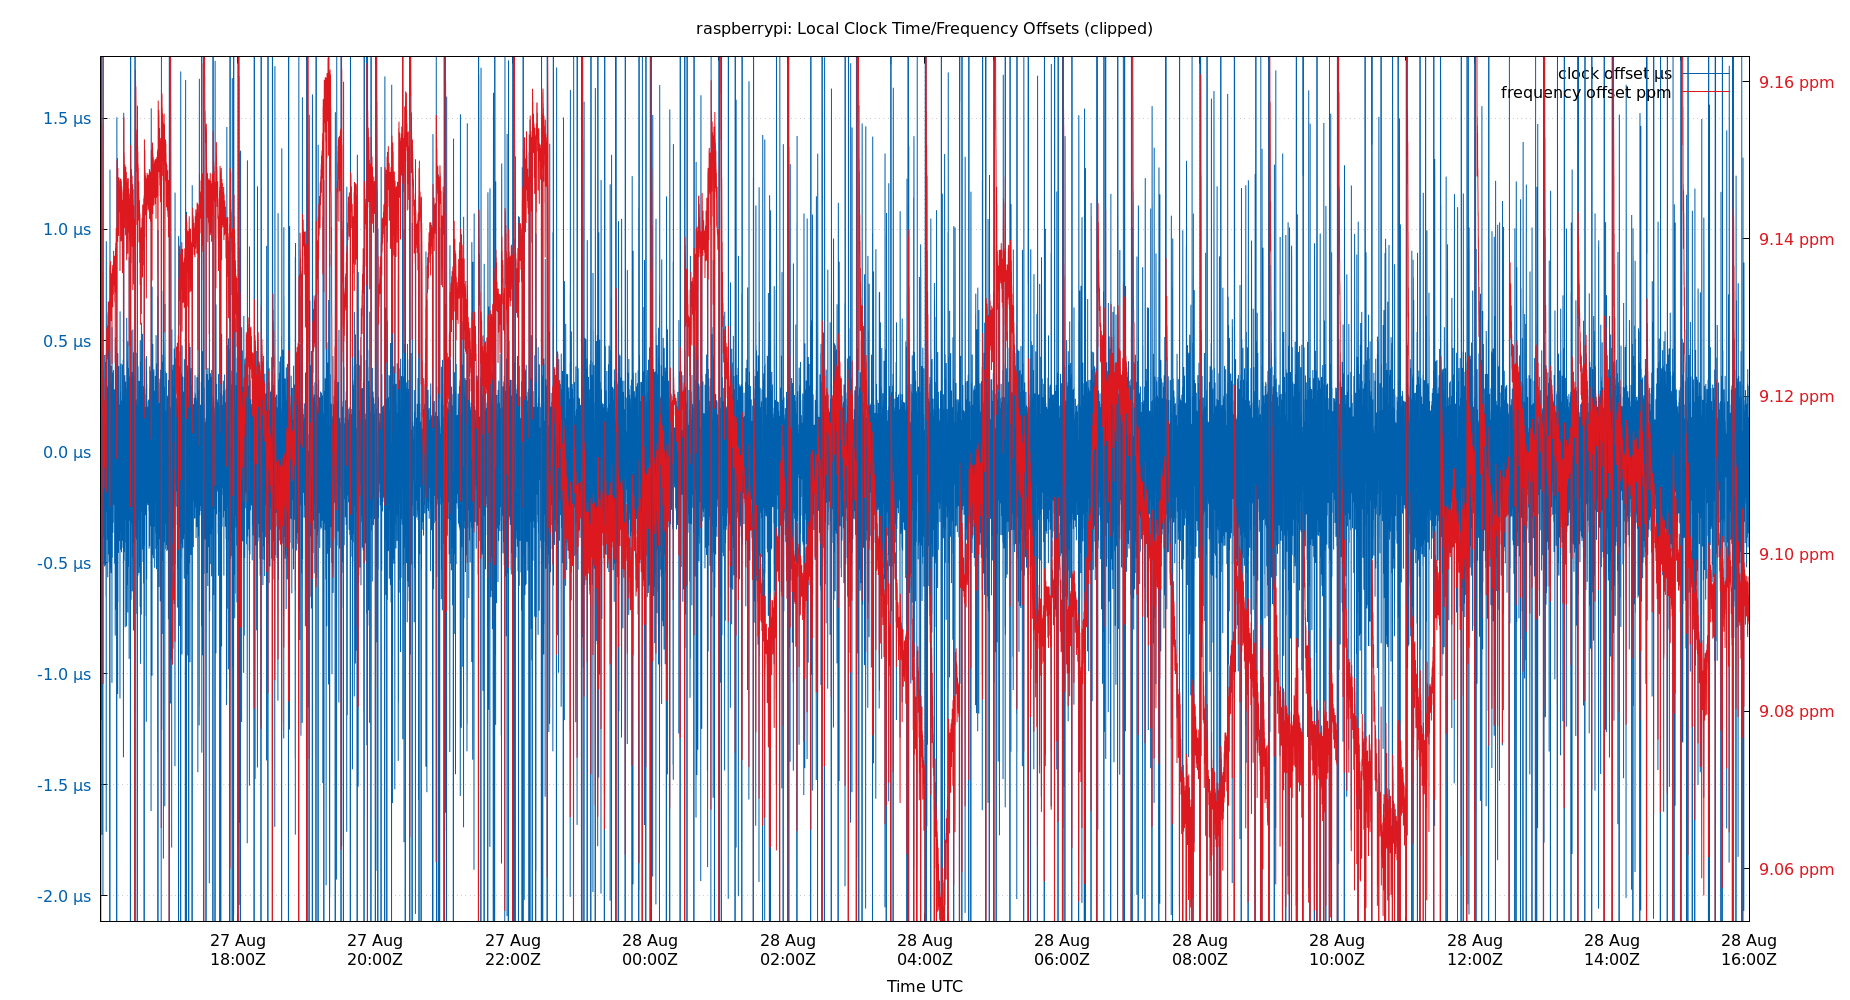 raspberrypi: Local Clock Time/Frequency Offsets (clipped)
clock offset µs
frequency offset ppm
1.5 µs
1.0 µs
0.5 µs
0.0 µs
-0.5 µs
-1.0 µs
-1.5 µs
-2.0 µs
9.16 ppm
9.14 ppm
9.12 ppm
9.10 ppm
9.08 ppm
9.06 ppm
27 Aug 27 Aug 27 Aug 28 Aug 28 Aug 28 Aug 28 Aug 28 Aug 28 Aug 28 Aug 28 Aug 28 Aug
18:00Z 20:00Z 22:00Z 00:00Z 02:00Z 04:00Z 06:00Z 08:00Z 10:00Z 12:00Z 14:00Z 16:00Z
Time UTC